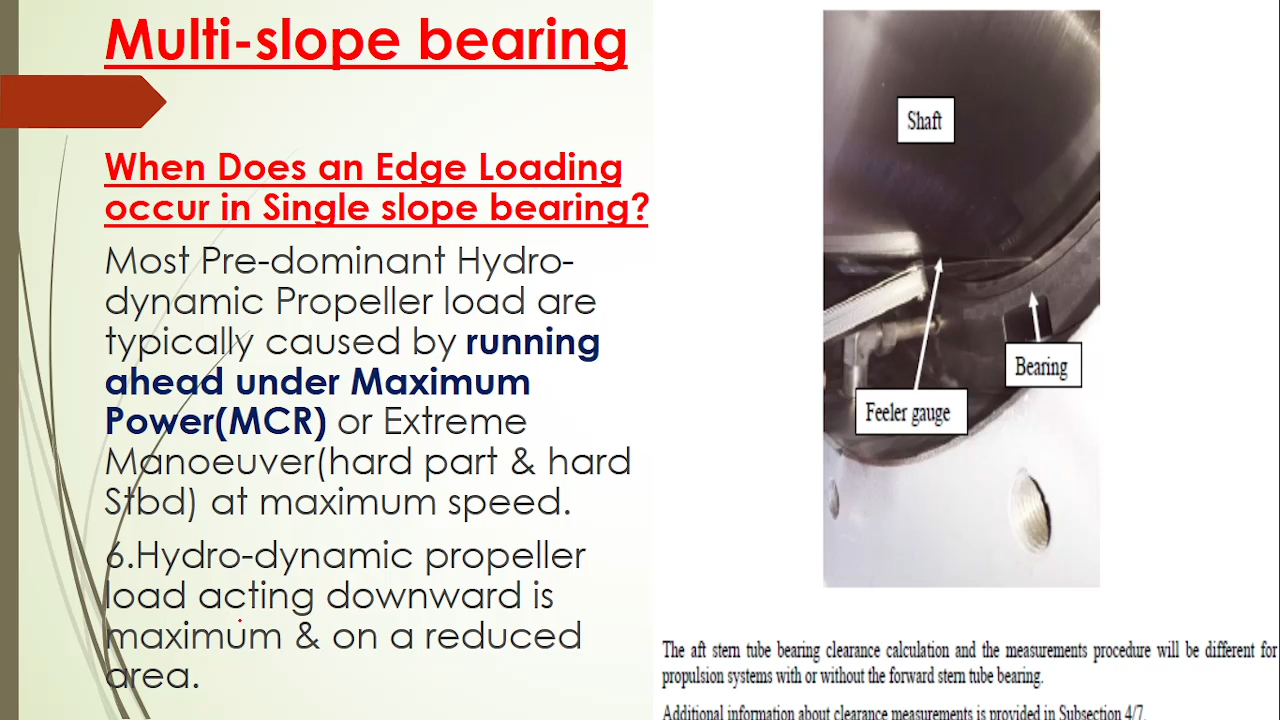 Multi-slope bearing
When Does an Edge Loading
occur in Single slope bearing?
Most Pre-dominant Hydro-
dynamic Propeller load are
typically caused by running
ahead under Maximum
Power(MCR) or Extreme
Manoeuver(hard part & hard
Stbd) at maximum speed.
6.Hydro-dynamic propeller
load acting downward is
maximum & on a reduced
area.
Shaft
Bearing
Feeler gauge
The aft stern tube bearing clearance calculation and the measurements procedure will be different for
propulsion systems with or without the forward stern tube bearing.
Additional information about clearance measurements is provided in Subsection 4/7.